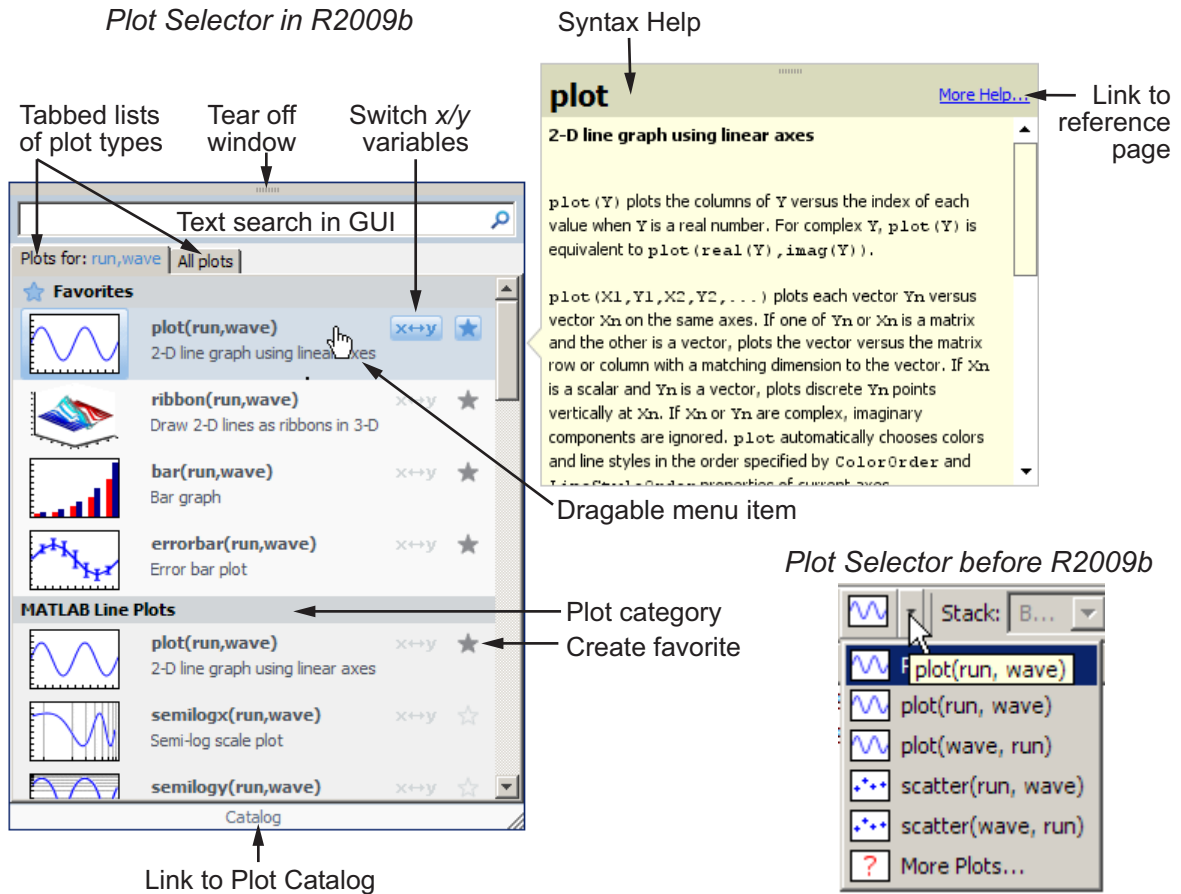 Plot Selector in R2009b
Syntax Help
Tabbed lists
of plot types
Tear off
window
Switch x/y
variables
Link to
reference
page
plot
More Help...
2-D line graph using linear axes
plot(Y) plots the columns of Y versus the index of each
value when Y is a real number. For complex Y, plot(Y) is
equivalent to plot(real(Y),imag(Y)).
plot(X1,Y1,X2,Y2,...) plots each vector Yn versus
vector Xn on the same axes. If one of Yn or Xn is a matrix
and the other is a vector, plots the vector versus the matrix
row or column with a matching dimension to the vector. If Xn
is a scalar and Yn is a vector, plots discrete Yn points
vertically at Xn. If Xn or Yn are complex, imaginary
components are ignored. plot automatically chooses colors
and line styles in the order specified by ColorOrder and
LineStyleOrder properties of current axes
Text search in GUI
Plots for: run,wave
All plots
Favorites
plot(run,wave)
x↔y
2-D line graph using linear axes
ribbon(run,wave)
x↔y
Draw 2-D lines as ribbons in 3-D
bar(run,wave)
x↔y
Bar graph
errorbar(run,wave)
x↔y
Error bar plot
MATLAB Line Plots
plot(run,wave)
x↔y
2-D line graph using linear axes
semilogx(run,wave)
x↔y
Semi-log scale plot
semilogy(run,wave)
x↔y
Catalog
Dragable menu item
Plot category
Create favorite
Link to Plot Catalog
Plot Selector before R2009b
Stack: B...
plot(run, wave)
plot(run, wave)
plot(wave, run)
scatter(run, wave)
scatter(wave, run)
? More Plots...